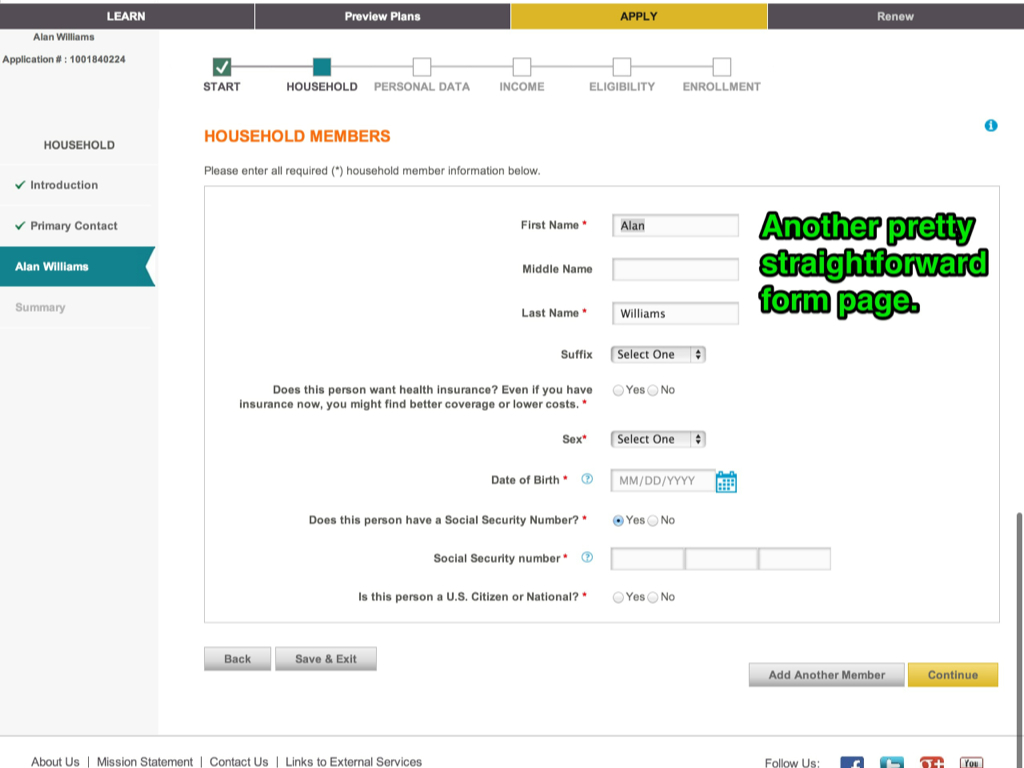 LEARN Preview Plans APPLY Renew
Alan Williams
Application # : 1001840224
START HOUSEHOLD PERSONAL DATA INCOME ELIGIBILITY ENROLLMENT
HOUSEHOLD
Introduction
Primary Contact
Alan Williams
Summary
HOUSEHOLD MEMBERS
Please enter all required (*) household member information below.
First Name * Alan
Middle Name
Last Name * Williams
Suffix Select One
Does this person want health insurance? Even if you have
insurance now, you might find better coverage or lower costs. * Yes No
Sex* Select One
Date of Birth * ? MM/DD/YYYY
Does this person have a Social Security Number? * Yes No
Social Security number * ?
Is this person a U.S. Citizen or National? * Yes No
Another pretty
straightforward
form page.
Back Save & Exit
Add Another Member Continue
About Us | Mission Statement | Contact Us | Links to External Services
Follow Us: You